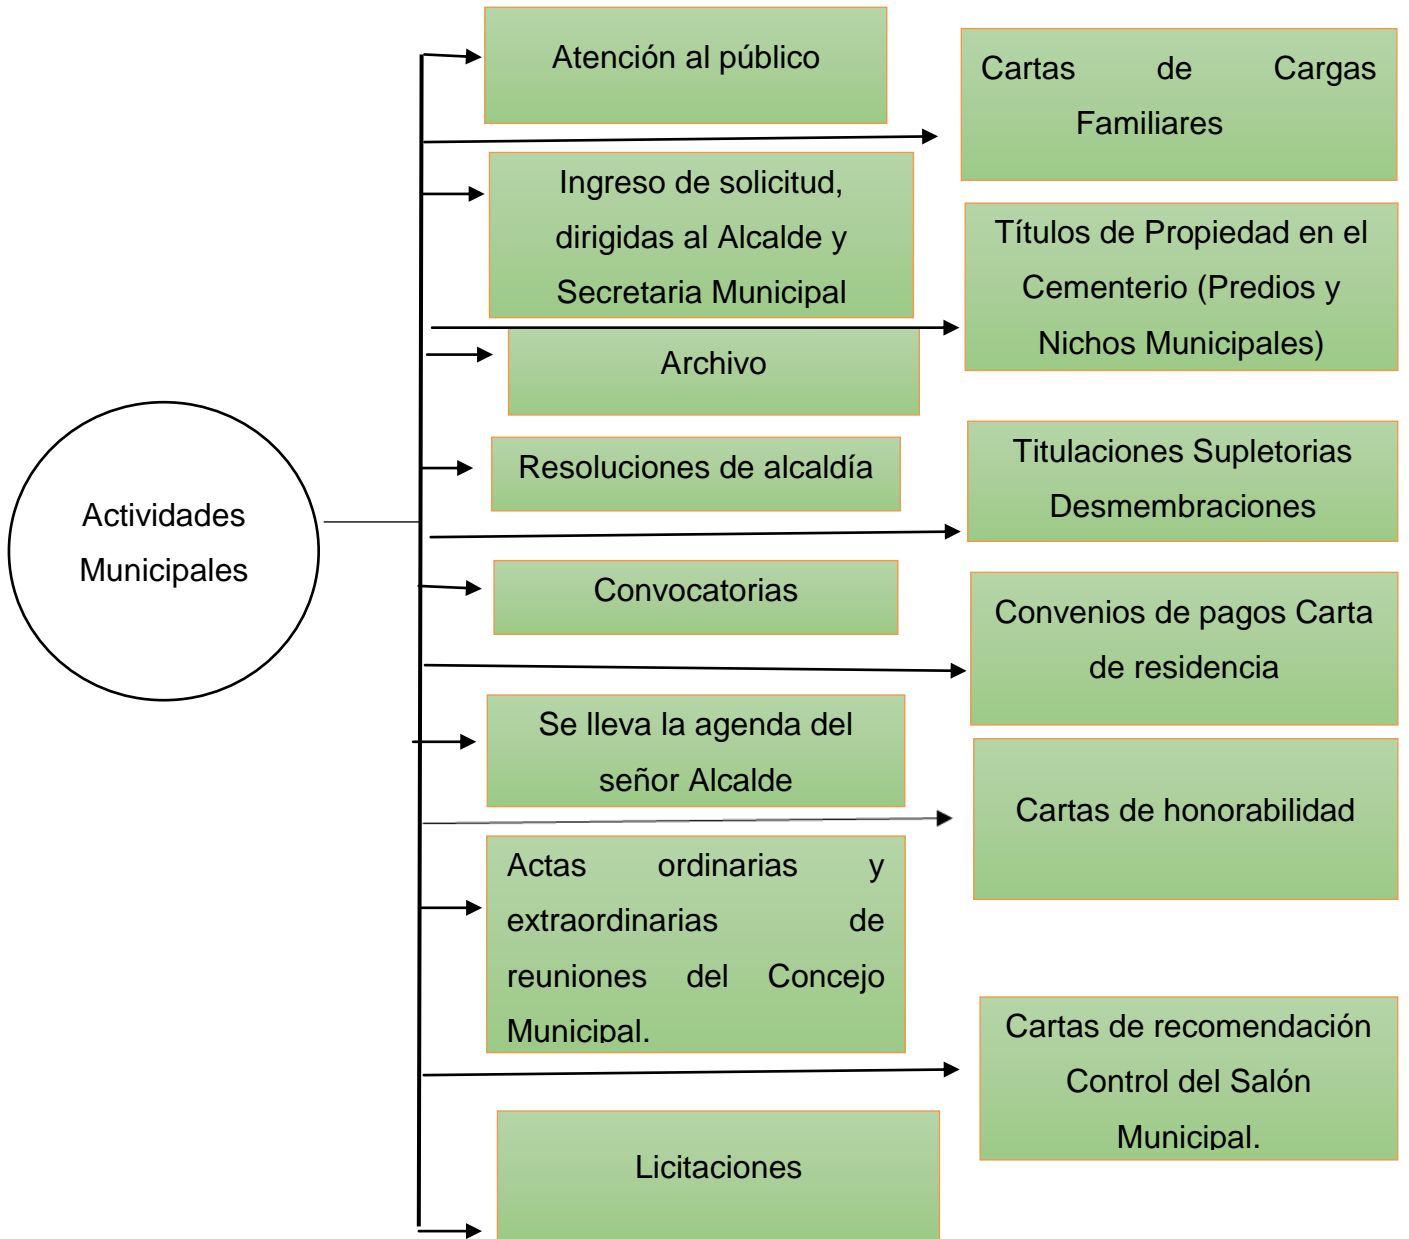 Actividades
Municipales
Atención al público
Ingreso de solicitud,
dirigidas al Alcalde y
Secretaria Municipal
Archivo
Resoluciones de alcaldía
Convocatorias
Se lleva la agenda del
señor Alcalde
Actas ordinarias y
extraordinarias de
reuniones del Concejo
Municipal.
Licitaciones
Cartas de Cargas
Familiares
Títulos de Propiedad en el
Cementerio (Predios y
Nichos Municipales)
Titulaciones Supletorias
Desmembraciones
Convenios de pagos Carta
de residencia
Cartas de honorabilidad
Cartas de recomendación
Control del Salón
Municipal.